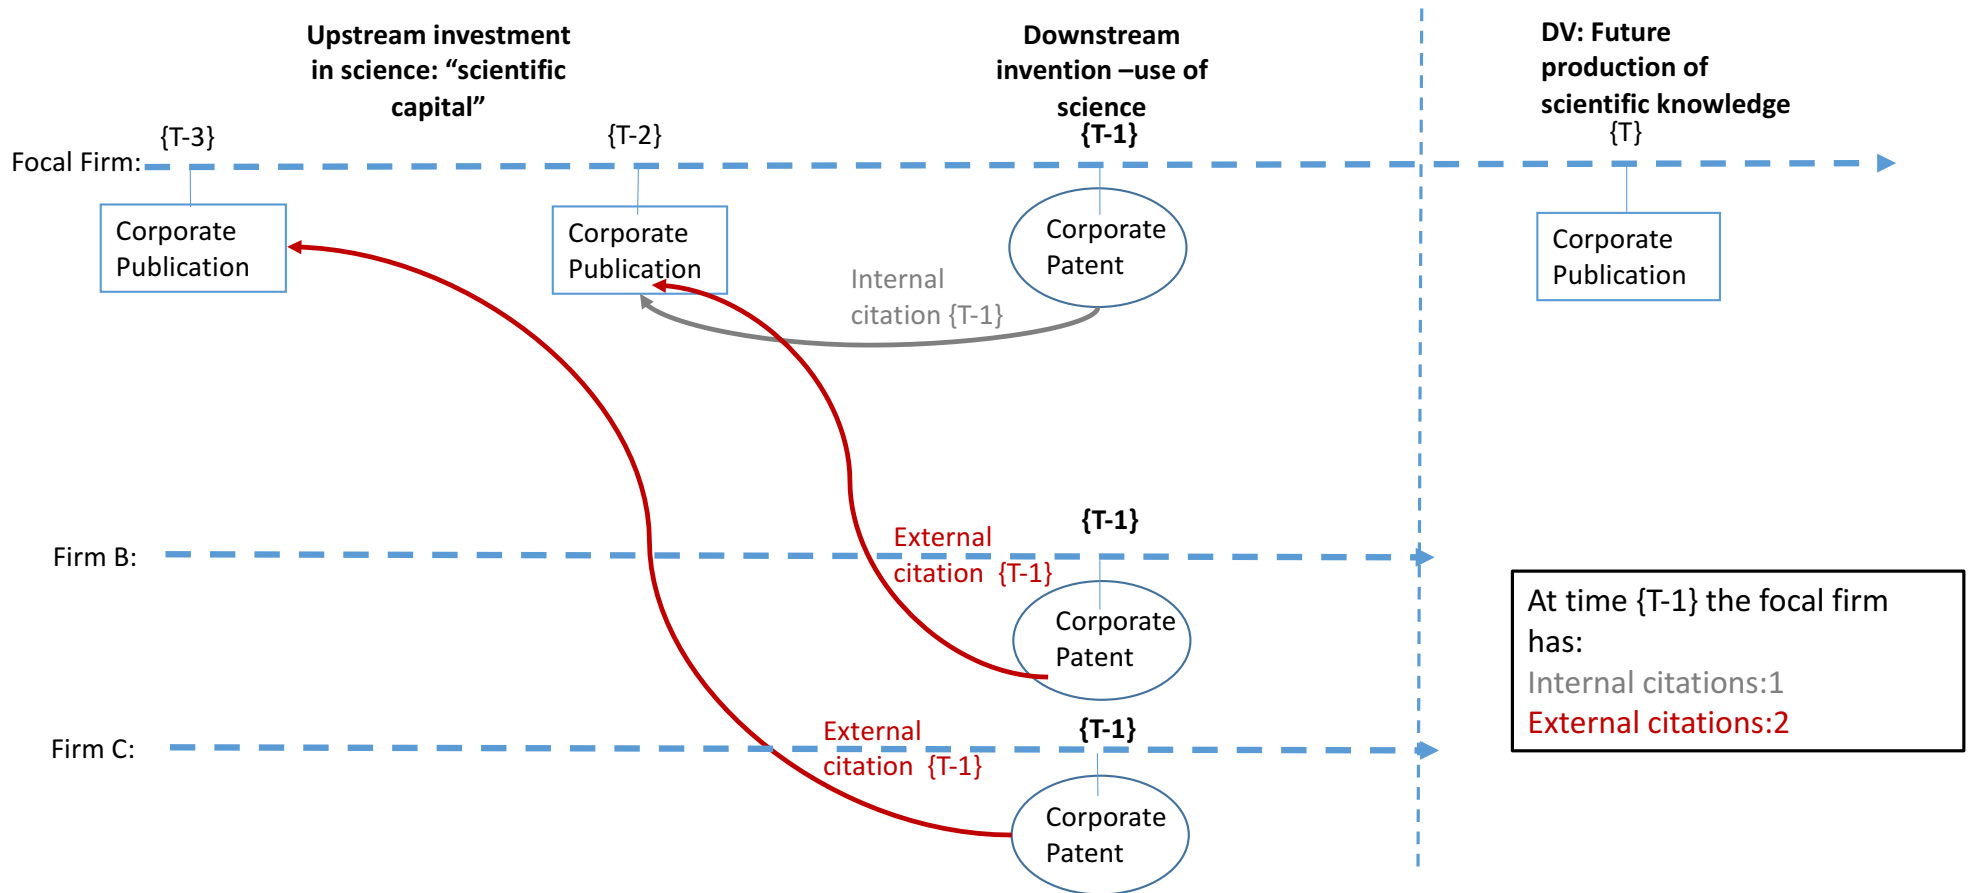 Upstream investment
in science: “scientific
capital”
Downstream
invention –use of
science
DV: Future
production of
scientific knowledge
{T-3}
{T-2}
{T-1}
{T}
Focal Firm:
Corporate
Publication
Corporate
Publication
Corporate
Patent
Corporate
Publication
Internal
citation {T-1}
{T-1}
Firm B:
External
citation  {T-1}
Corporate
Patent
At time {T-1} the focal firm
has:
Internal citations:1
External citations:2
{T-1}
Firm C:
External
citation  {T-1}
Corporate
Patent